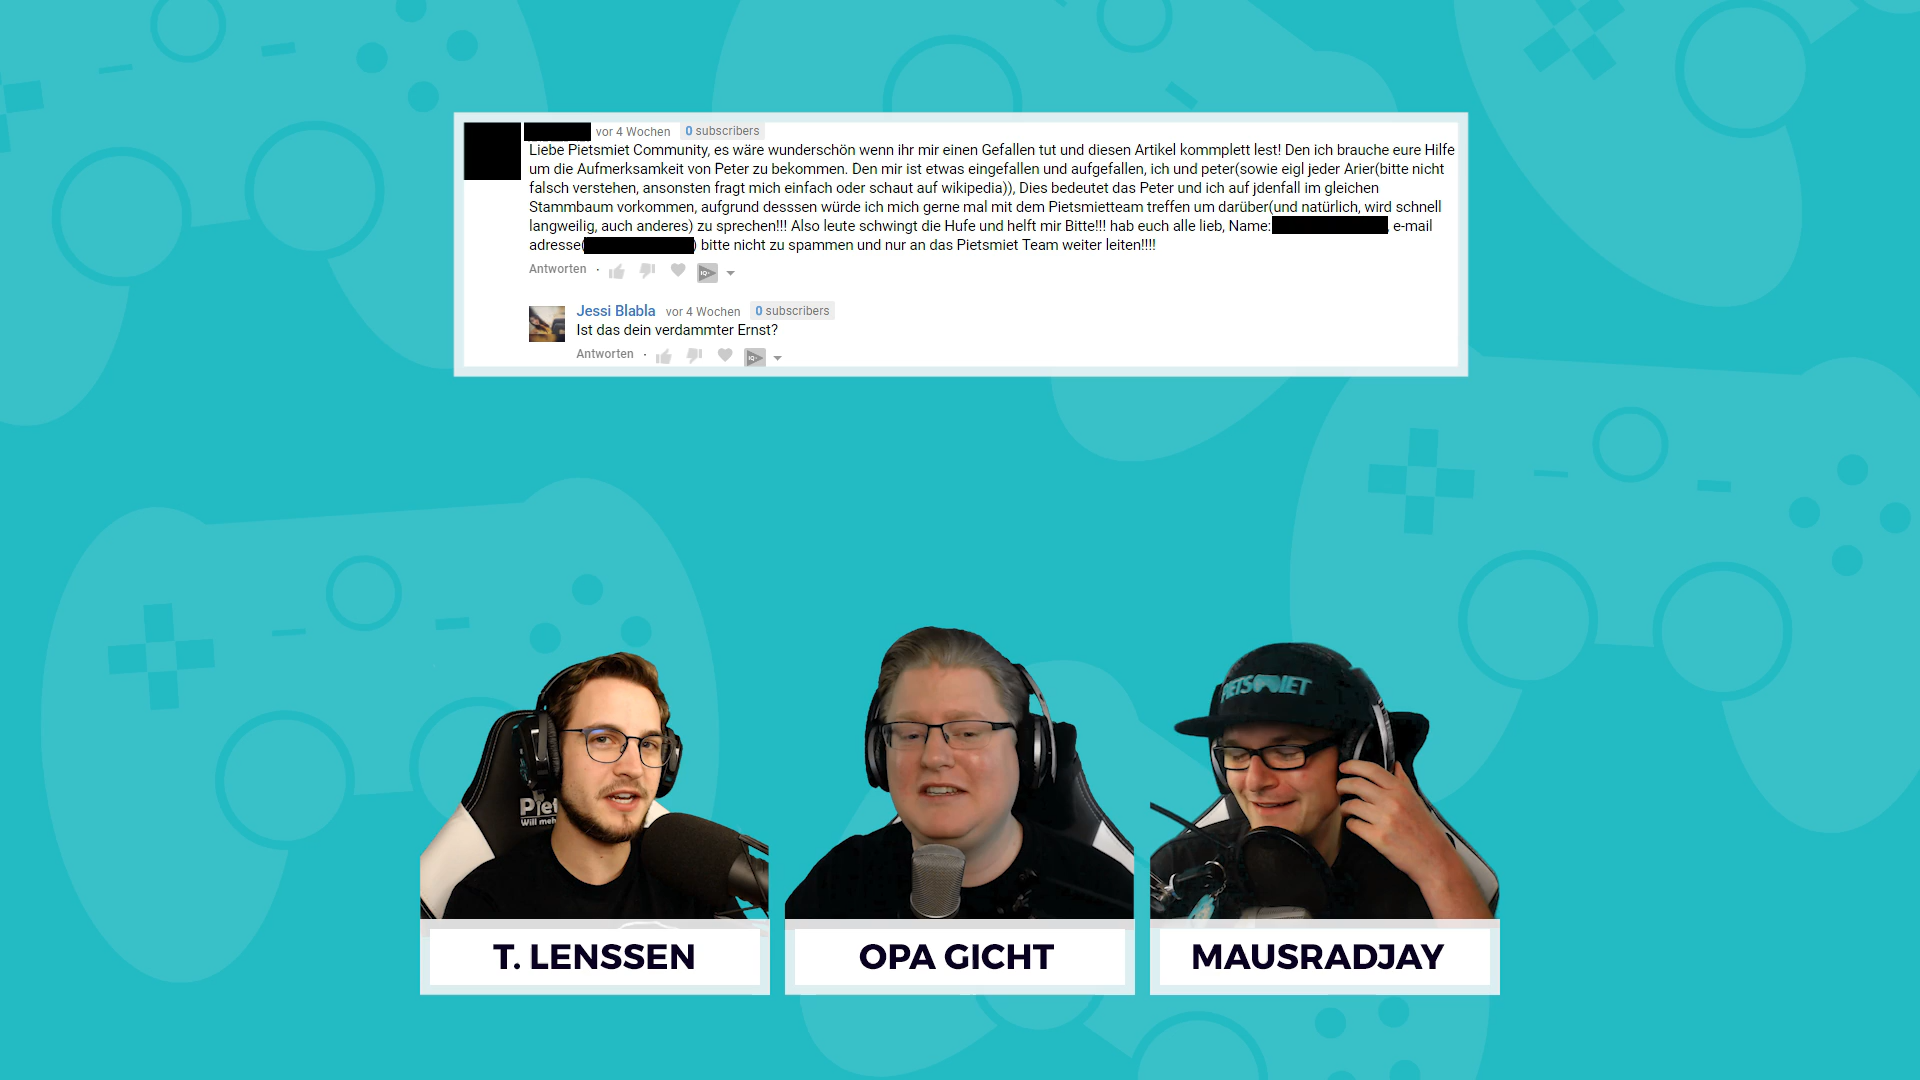 vor 4 Wochen 0 subscribers
Liebe Pietsmiet Community, es wäre wunderschön wenn ihr mir einen Gefallen tut und diesen Artikel kommplett lest! Den ich brauche eure Hilfe
um die Aufmerksamkeit von Peter zu bekommen. Den mir ist etwas eingefallen und aufgefallen, ich und peter(sowie eigl jeder Arier(bitte nicht
falsch verstehen, ansonsten fragt mich einfach oder schaut auf wikipedia)), Dies bedeutet das Peter und ich auf jdenfall im gleichen
Stammbaum vorkommen, aufgrund desssen würde ich mich gerne mal mit dem Pietsmietteam treffen um darüber(und natürlich, wird schnell
langweilig, auch anderes) zu sprechen!!! Also leute schwingt die Hufe und helft mir Bitte!!! hab euch alle lieb, Name: , e-mail
adresse( ) bitte nicht zu spammen und nur an das Pietsmiet Team weiter leiten!!!!
Antworten ·
Jessi Blabla vor 4 Wochen 0 subscribers
Ist das dein verdammter Ernst?
Antworten ·
PIETSMIET
Piet
Will meh
T. LENSSEN
OPA GICHT
MAUSRADJAY